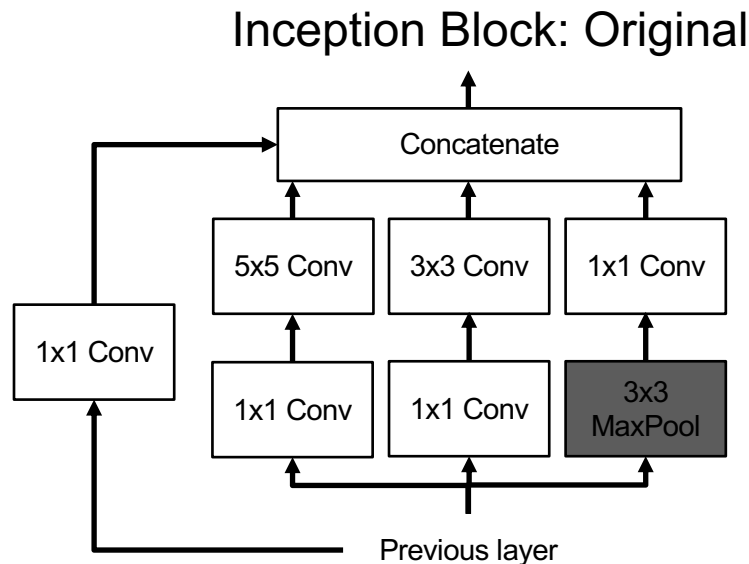 Inception Block: Original
Concatenate
5x5 Conv
3x3 Conv
1x1 Conv
1x1 Conv
1x1 Conv
1x1 Conv
3x3
MaxPool
Previous layer